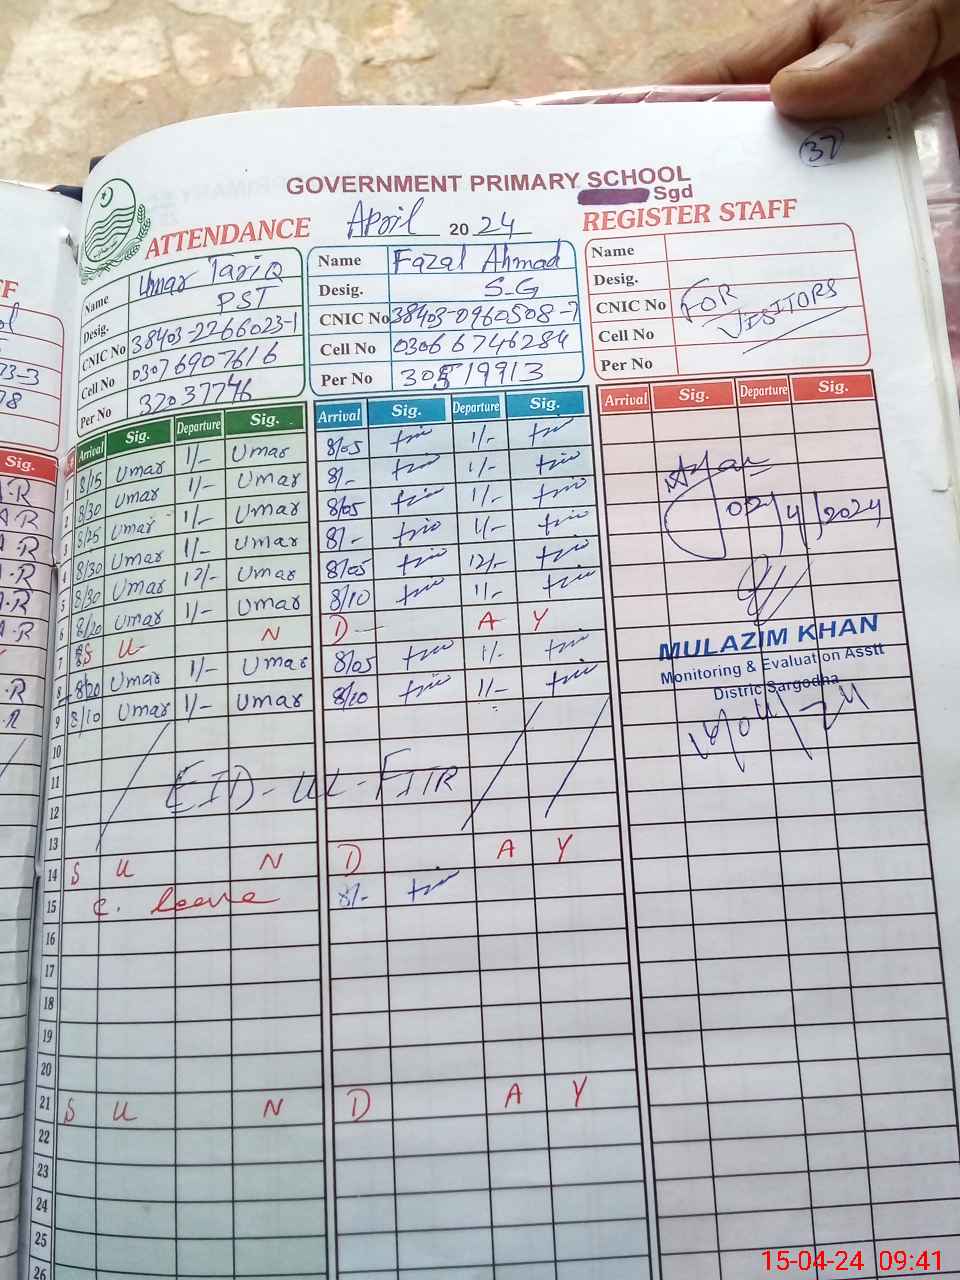 37
GOVERNMENT PRIMARY SCHOOL
Sgd
ATTENDANCE April 2024 REGISTER STAFF
Name Umar Tariq
Desig. PST
CNIC No 38403-2266023-1
Cell No 03076907616
Per No 32037746
Name Fazal Ahmad
Desig. S-G
CNIC No 38403-0960508-7
Cell No 03066746284
Per No 30519913
Name
Desig.
CNIC No FOR
Cell No VISITORS
Per No
Arrival Sig. Departure Sig. Arrival Sig. Departure Sig. Arrival Sig. Departure Sig.
1 8/15 Umar 1/- Umar 8/05 1/-
2 8/30 Umar 1/- Umar 8/- 1/-
3 8/25 Umar 1/- Umar 8/05 1/-
4 8/30 Umar 1/- Umar 8/- 1/-
5 8/30 Umar 12/- Umar 8/05 12/-
6 8/20 Umar 1/- Umar 8/10 1/-
7 S U N D A Y
8 8/20 Umar 1/- Umar 8/05 1/-
9 8/10 Umar 1/- Umar 8/10 1/-
10
11 EID-UL-FITR
12
13
14 S U N D A Y
15 C. leave 8/-
16
17
18
19
20
21 S U N D A Y
22
23
24
25
26
02/4/2024
MULAZIM KHAN
Monitoring & Evaluation Asstt
Distric Sargodha
Sig.
15-04-24 09:41